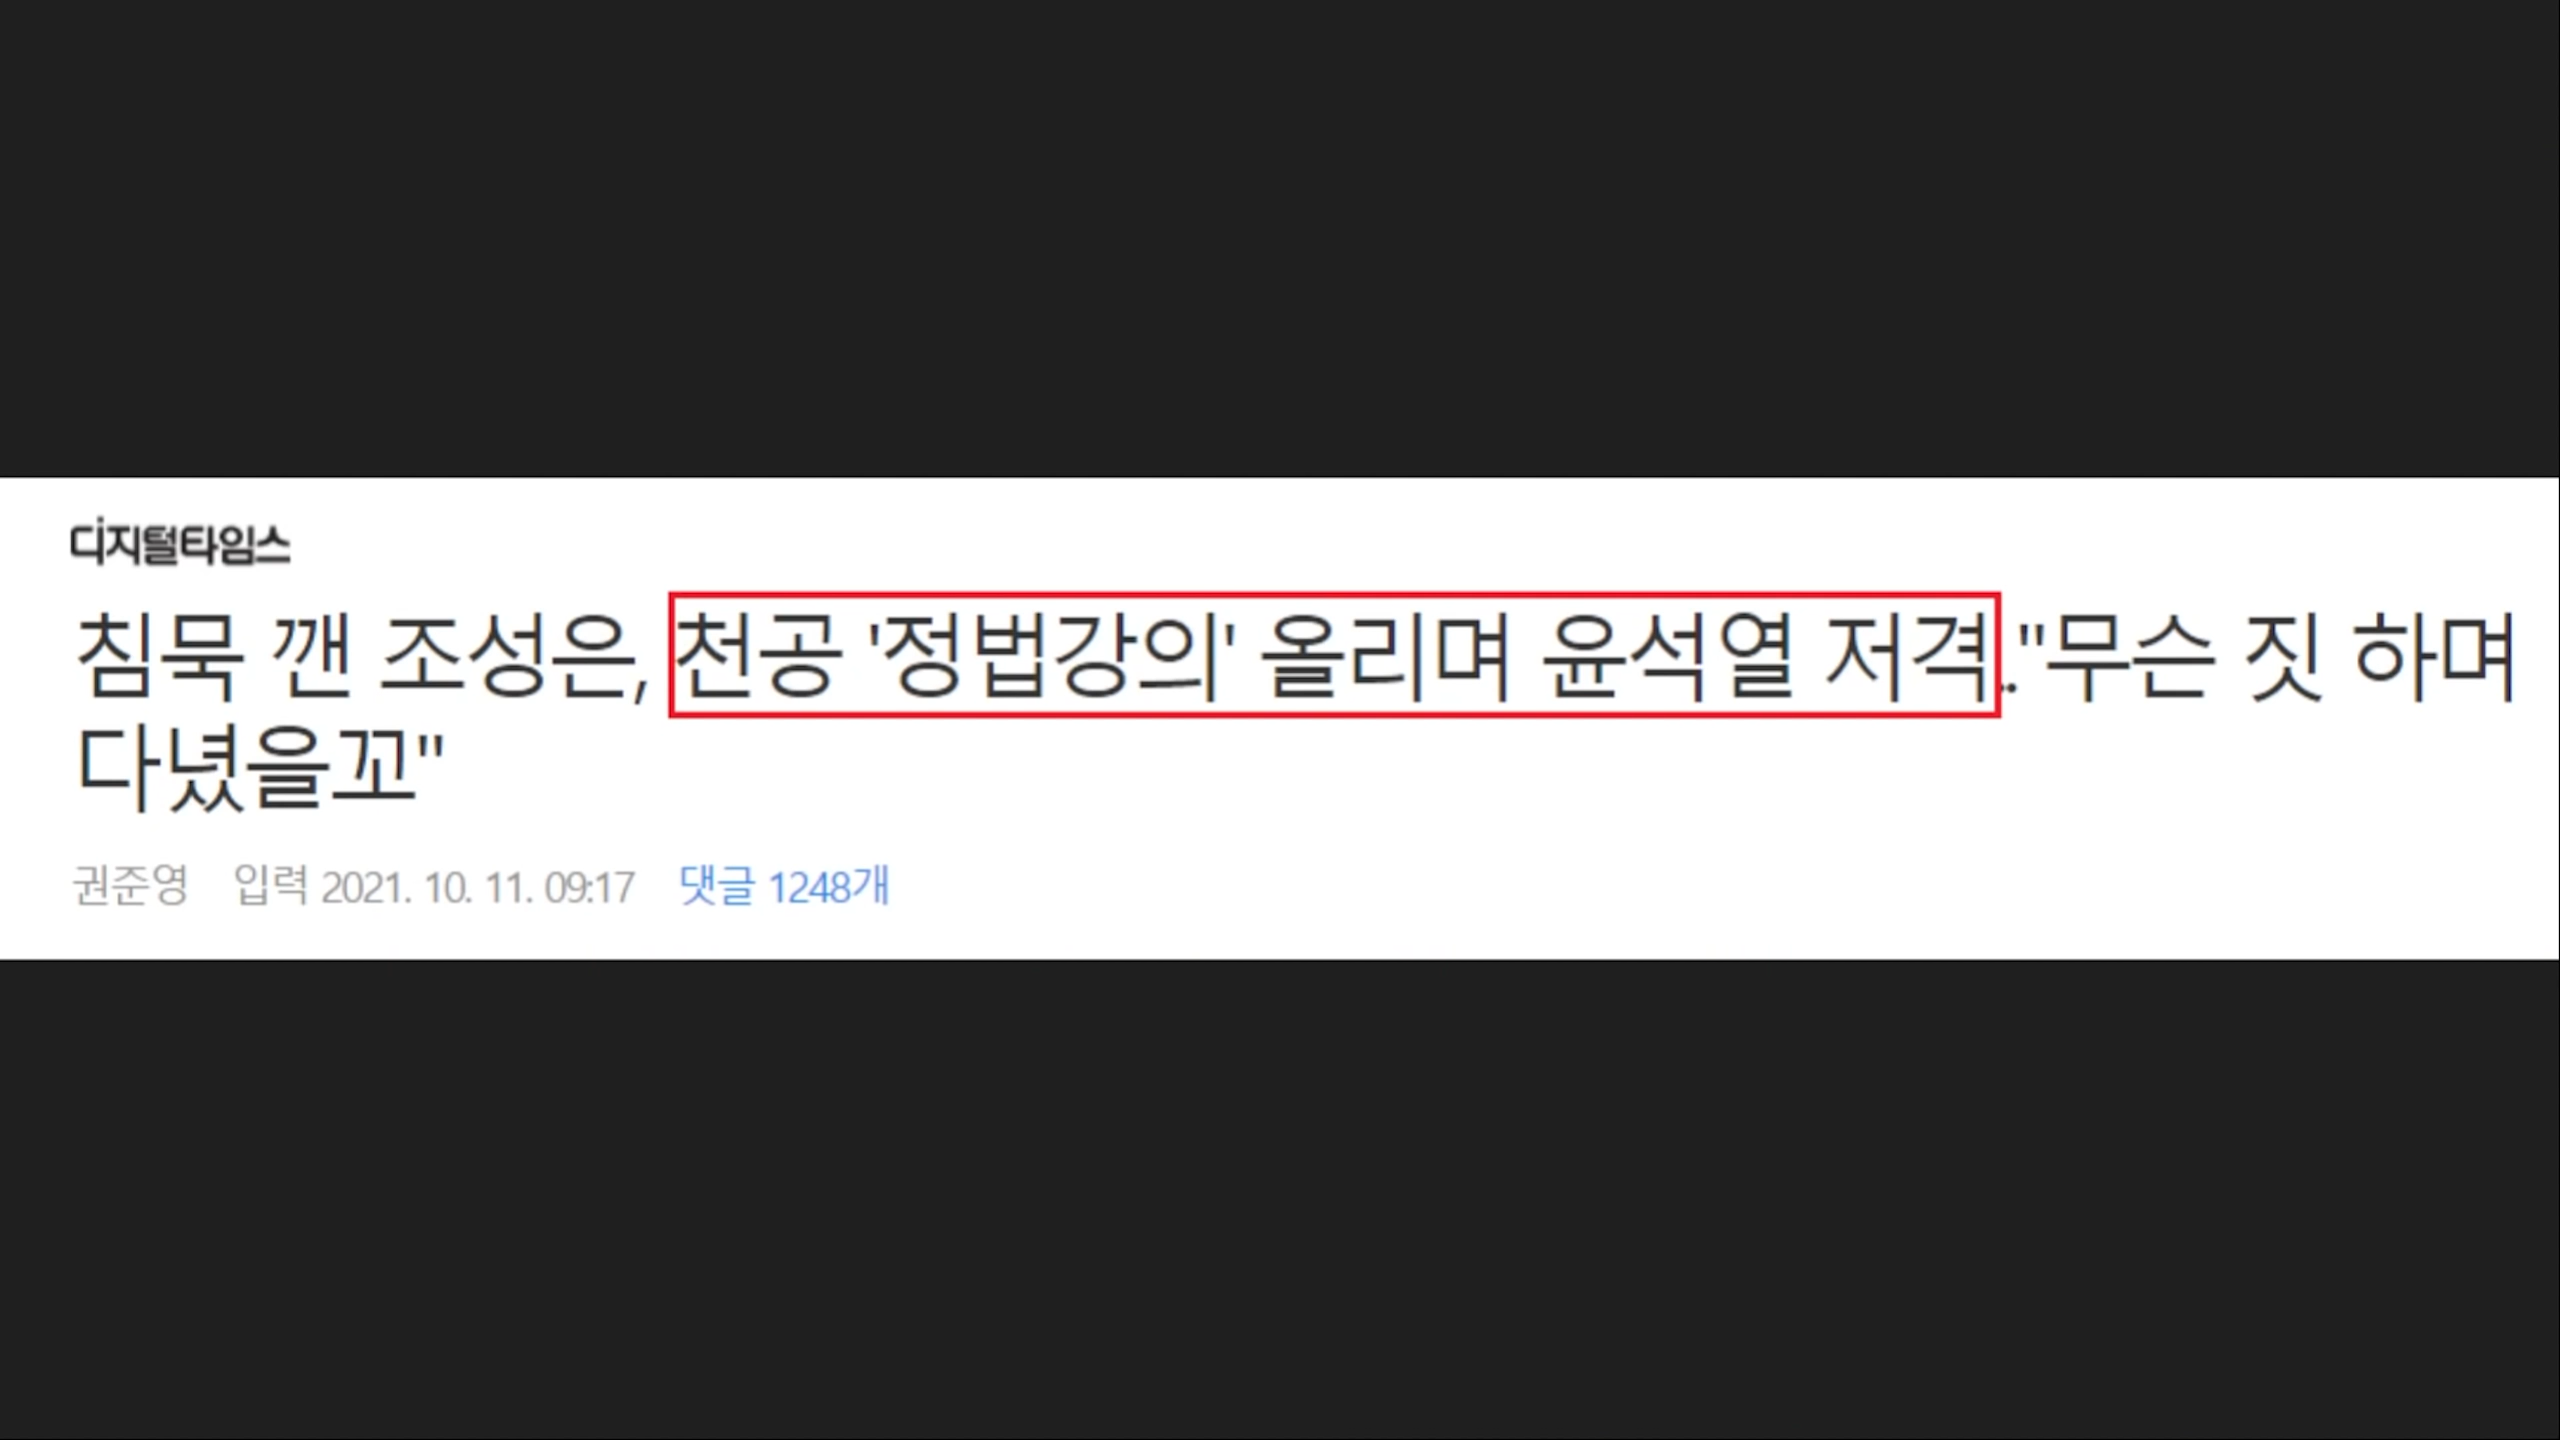 디지털타임스
침묵 깬 조성은, 천공 '정법강의' 올리며 윤석열 저격.."무슨 짓 하며
다녔을꼬"
권준영 입력 2021. 10. 11. 09:17 댓글 1248개